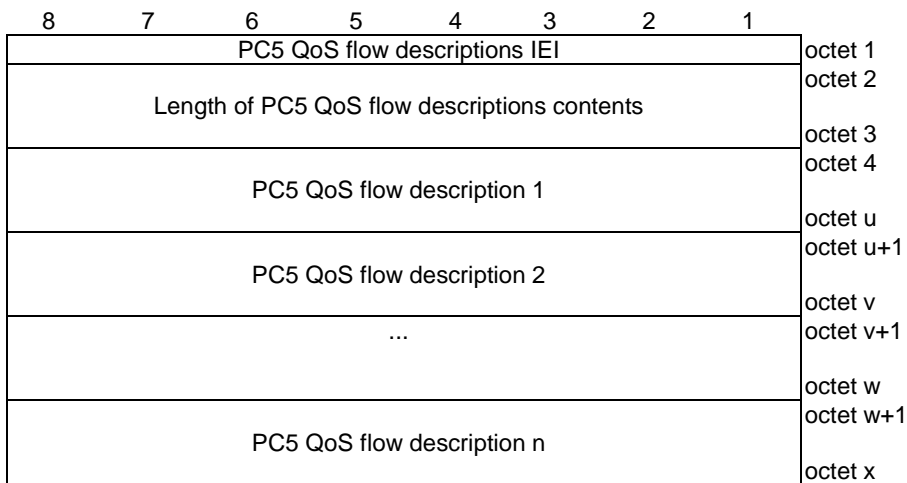 8 7 6 5 4 3 2 1
PC5 QoS flow descriptions IEI octet 1
octet 2
Length of PC5 QoS flow descriptions contents
octet 3
octet 4
PC5 QoS flow description 1
octet u
octet u+1
PC5 QoS flow description 2
octet v
... octet v+1
octet w
octet w+1
PC5 QoS flow description n
octet x